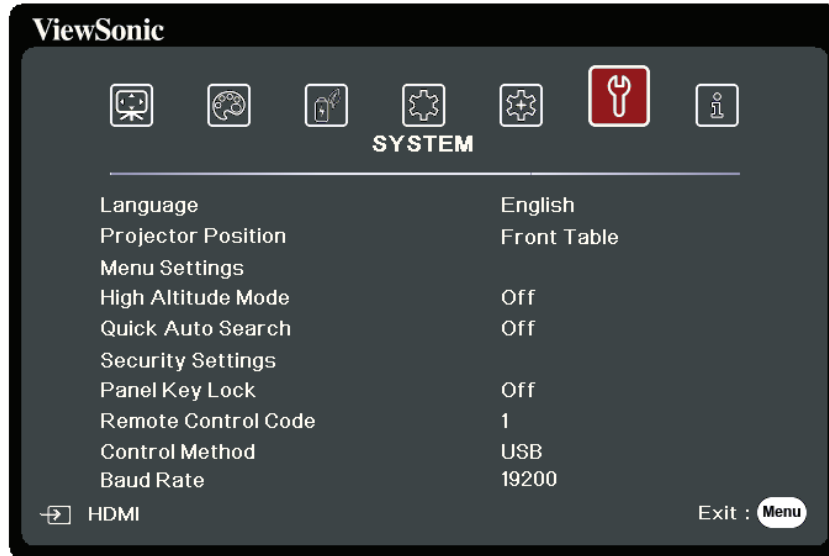 ViewSonic
SYSTEM
Language English
Projector Position Front Table
Menu Settings
High Altitude Mode Off
Quick Auto Search Off
Security Settings
Panel Key Lock Off
Remote Control Code 1
Control Method USB
Baud Rate 19200
HDMI Exit : Menu